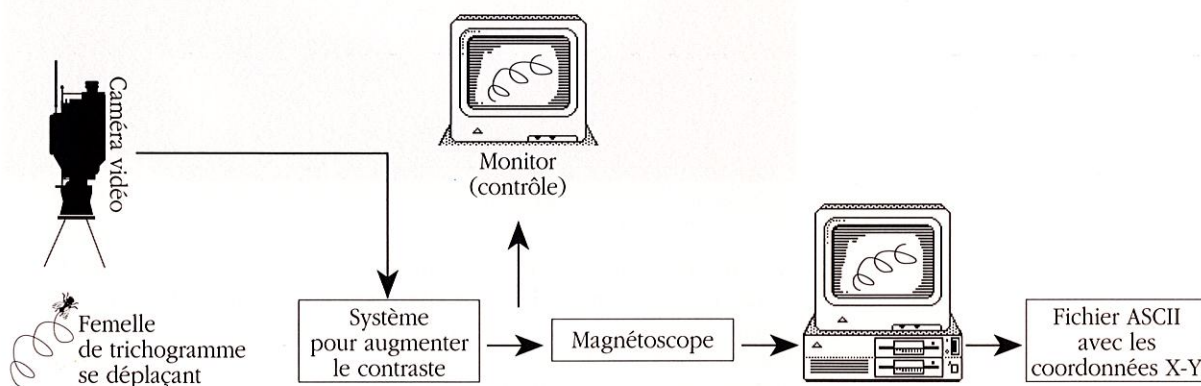 Caméra vidéo
Monitor
(contrôle)
Femelle
de trichogramme
se déplaçant
Système
pour augmenter
le contraste
Magnétoscope
Fichier ASCII
avec les
coordonnées X-Y